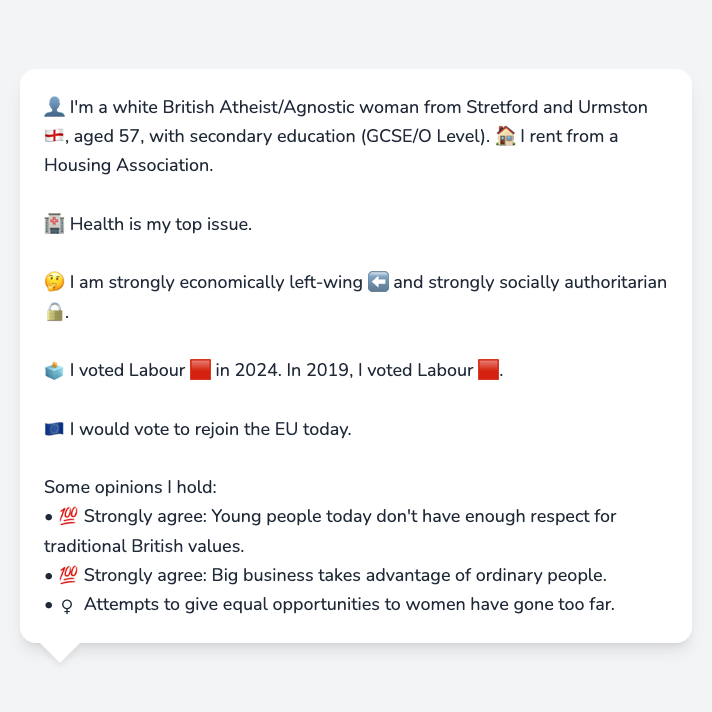 👤 I'm a white British Atheist/Agnostic woman from Stretford and Urmston
🏴󠁧󠁢󠁥󠁮󠁧󠁿, aged 57, with secondary education (GCSE/O Level). 🏠 I rent from a
Housing Association.
🏥 Health is my top issue.
🤔 I am strongly economically left-wing ⬅️ and strongly socially authoritarian
🔒.
🗳️ I voted Labour 🟥 in 2024. In 2019, I voted Labour 🟥.
🇪🇺 I would vote to rejoin the EU today.
Some opinions I hold:
• 💯 Strongly agree: Young people today don't have enough respect for
traditional British values.
• 💯 Strongly agree: Big business takes advantage of ordinary people.
• ♀ Attempts to give equal opportunities to women have gone too far.